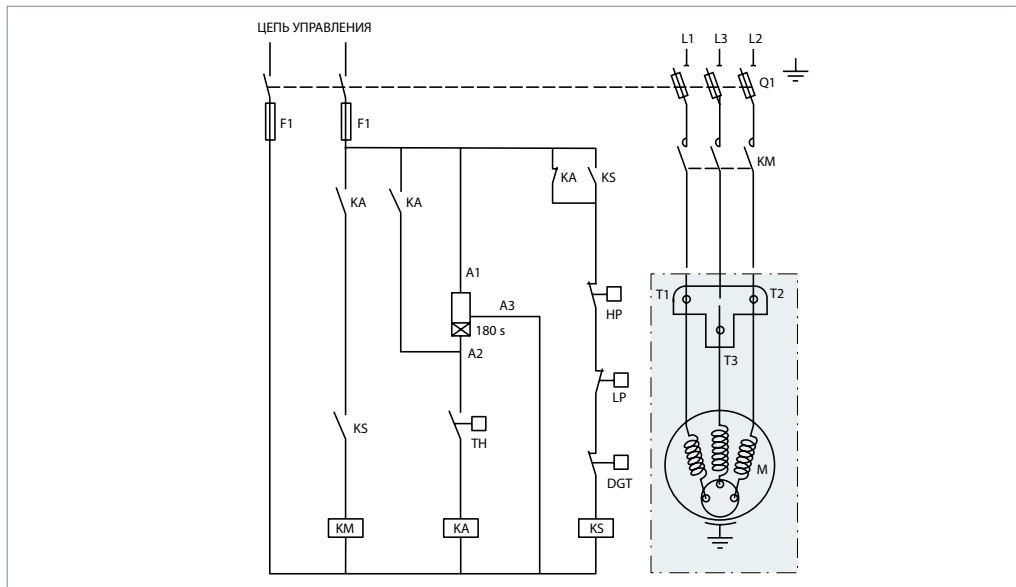 ЦЕПЬ УПРАВЛЕНИЯ
L1 L3 L2
Q1
F1 F1
KM
KA KS
KA KA
A1
T1 T2
A3
HP
180 s
A2
T3
LP
KS
TH
M
DGT
KM KA KS